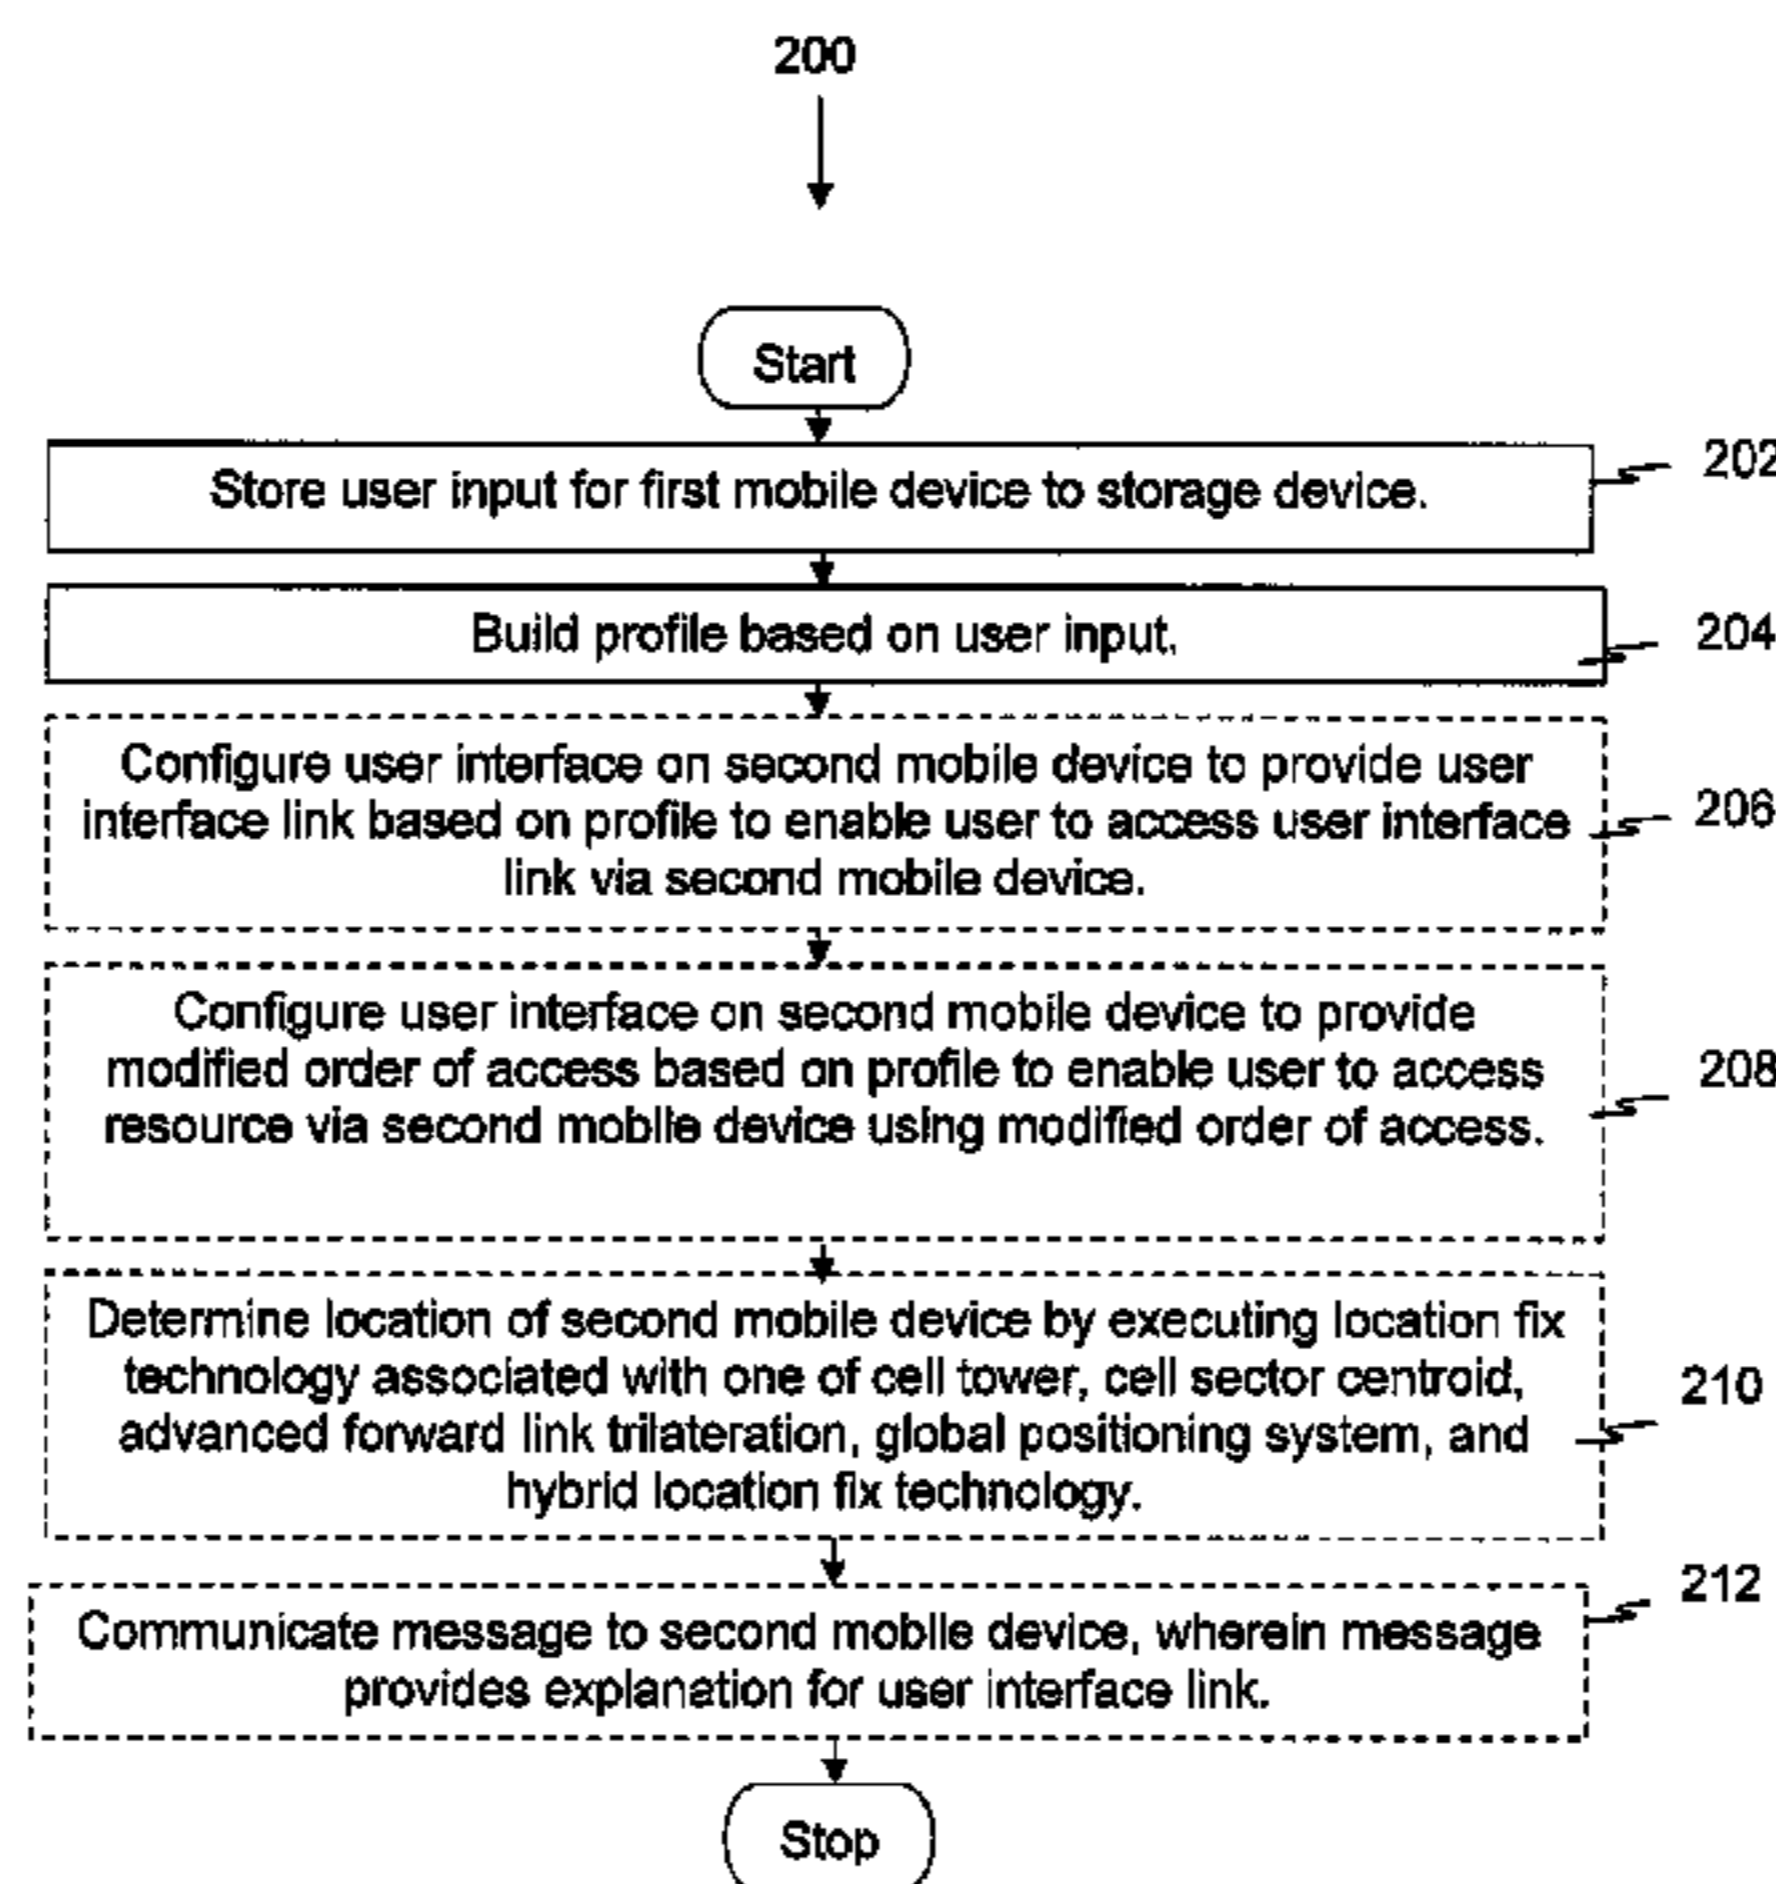 200
Start
Store user input for first mobile device to storage device.
202
Build profile based on user input.
204
Configure user interface on second mobile device to provide user
interface link based on profile to enable user to access user interface
link via second mobile device.
206
Configure user interface on second mobile device to provide
modified order of access based on profile to enable user to access
resource via second mobile device using modified order of access.
208
Determine location of second mobile device by executing location fix
technology associated with one of cell tower, cell sector centroid,
advanced forward link trilateration, global positioning system, and
hybrid location fix technology.
210
Communicate message to second mobile device, wherein message
provides explanation for user interface link.
212
Stop